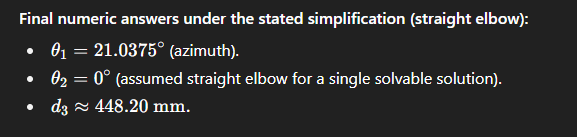 Final numeric answers under the stated simplification (straight elbow):
• θ₁ = 21.0375° (azimuth).
• θ₂ = 0° (assumed straight elbow for a single solvable solution).
• d₃ ≈ 448.20 mm.